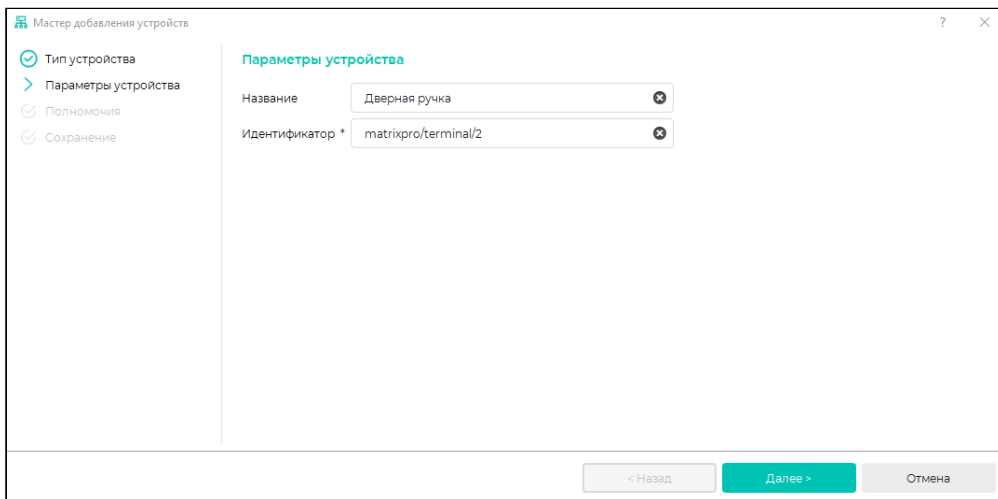 Мастер добавления устройств
?
Тип устройства
Параметры устройства
Полномочия
Сохранение
Параметры устройства
Название Дверная ручка
Идентификатор * matrixpro/terminal/2
< Назад Далее > Отмена